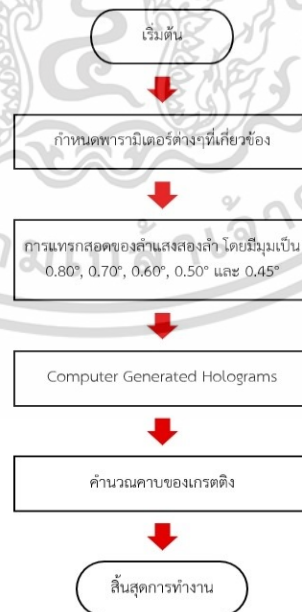 เริ่มต้น
กำหนดพารามิเตอร์ต่างๆที่เกี่ยวข้อง
การแทรกสอดของลำแสงสองลำ โดยมีมุมเป็น
0.80°, 0.70°, 0.60°, 0.50° และ 0.45°
Computer Generated Holograms
คำนวณคาบของเกรตติง
สิ้นสุดการทำงาน